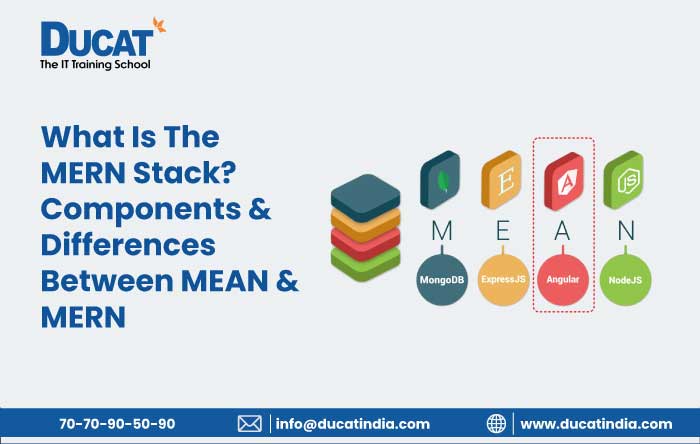 DUCAT
The IT Training School
What Is The
MERN Stack?
Components &
Differences
Between MEAN &
MERN
E A JS
M E A N
MongoDB ExpressJS Angular NodeJS
70-70-90-50-90 info@ducatindia.com www.ducatindia.com